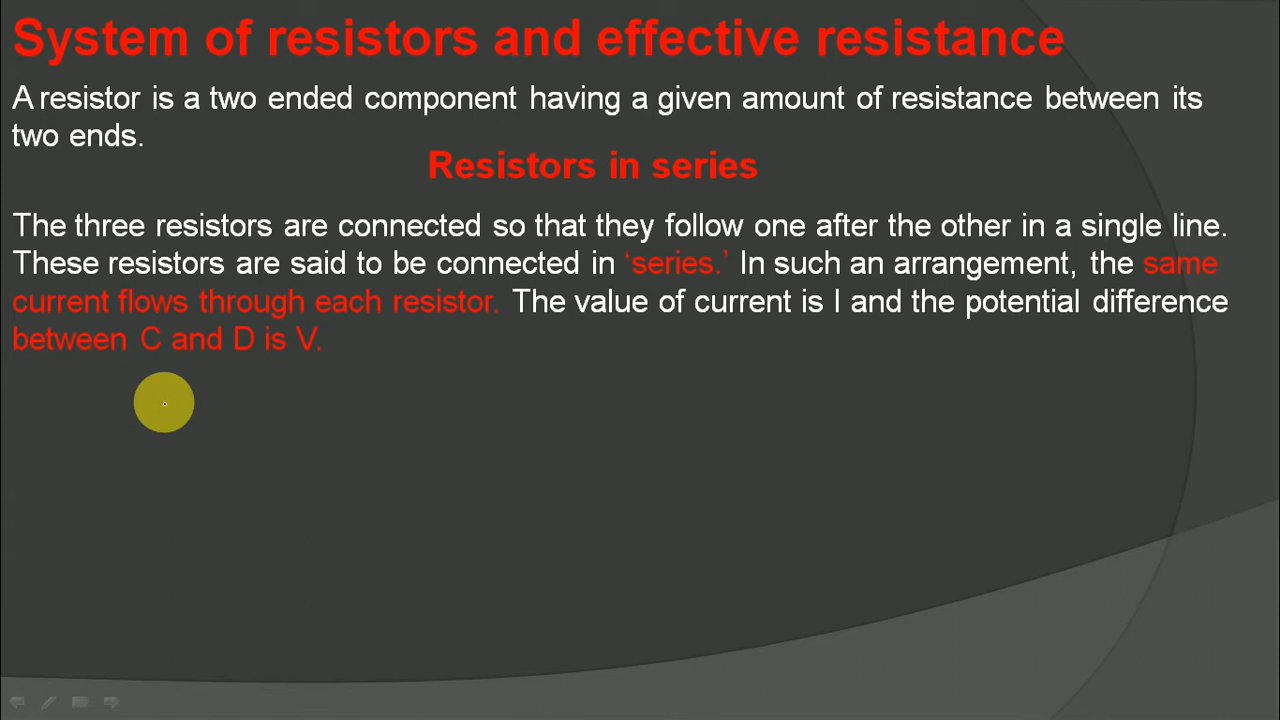 System of resistors and effective resistance
A resistor is a two ended component having a given amount of resistance between its
two ends.
Resistors in series
The three resistors are connected so that they follow one after the other in a single line.
These resistors are said to be connected in ‘series.’ In such an arrangement, the same
current flows through each resistor. The value of current is I and the potential difference
between C and D is V.